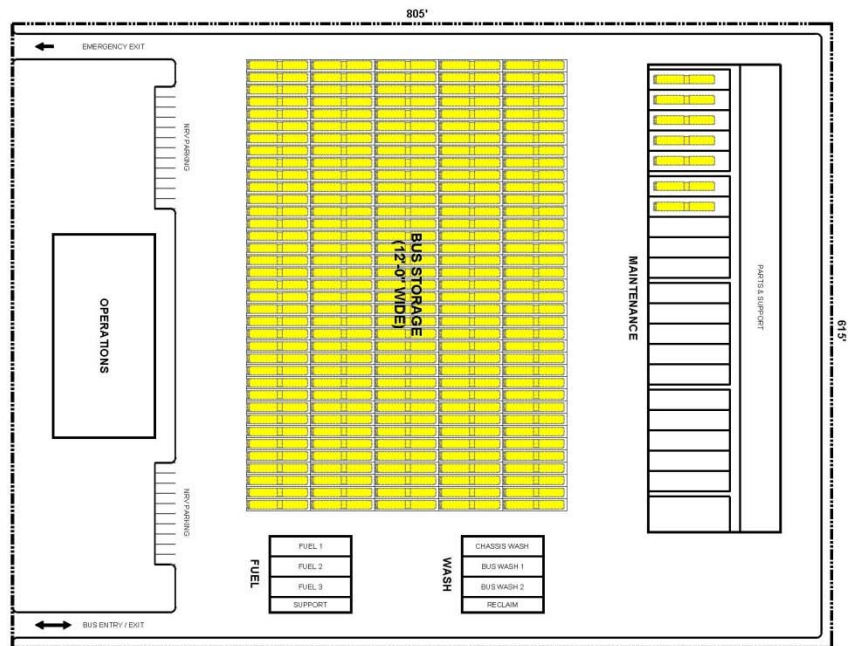 805'
EMERGENCY EXIT
NRV PARKING
OPERATIONS
NRV PARKING
BUS ENTRY / EXIT
BUS STORAGE
(12'-0" WIDE)
FUEL
FUEL 1
FUEL 2
FUEL 3
SUPPORT
WASH
CHASSIS WASH
BUS WASH 1
BUS WASH 2
RECLAIM
MAINTENANCE
PARTS & SUPPORT
615'